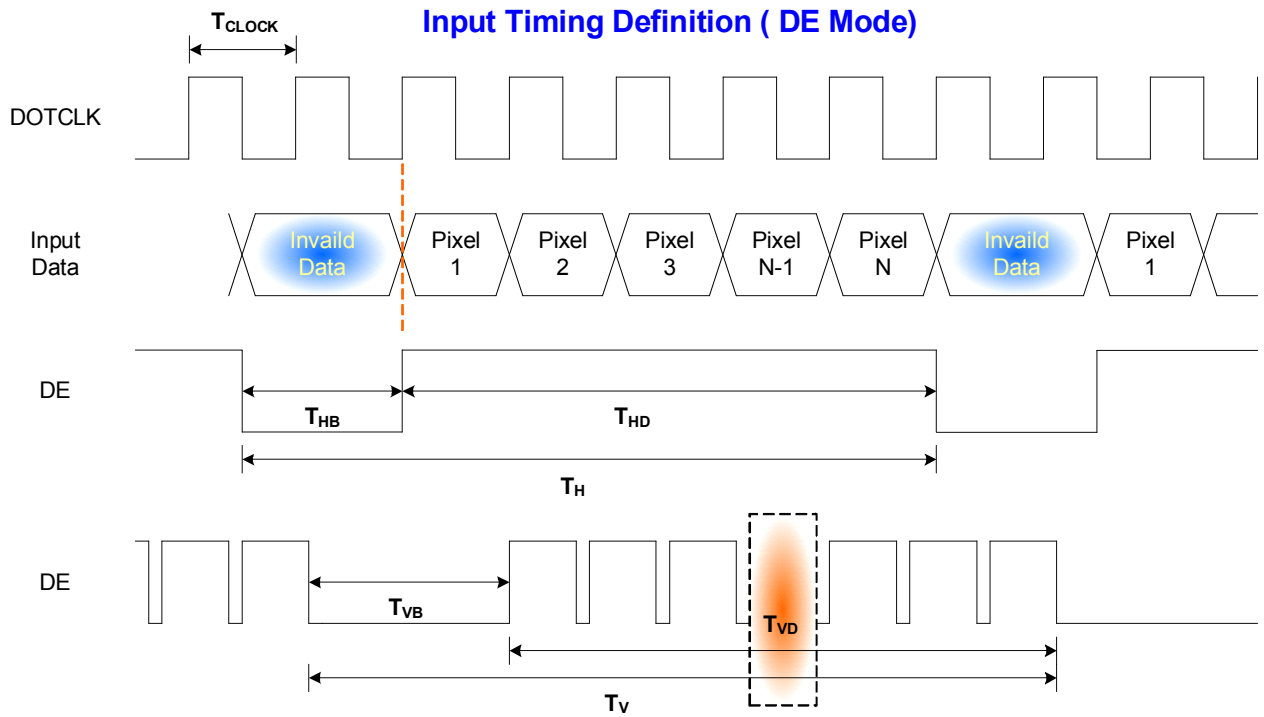 Input Timing Definition ( DE Mode)
TCLOCK
DOTCLK
Input
Data
Invaild
Data
Pixel
1
Pixel
2
Pixel
3
Pixel
N-1
Pixel
N
Invaild
Data
Pixel
1
DE
THB
THD
TH
DE
TVB
TVD
TV